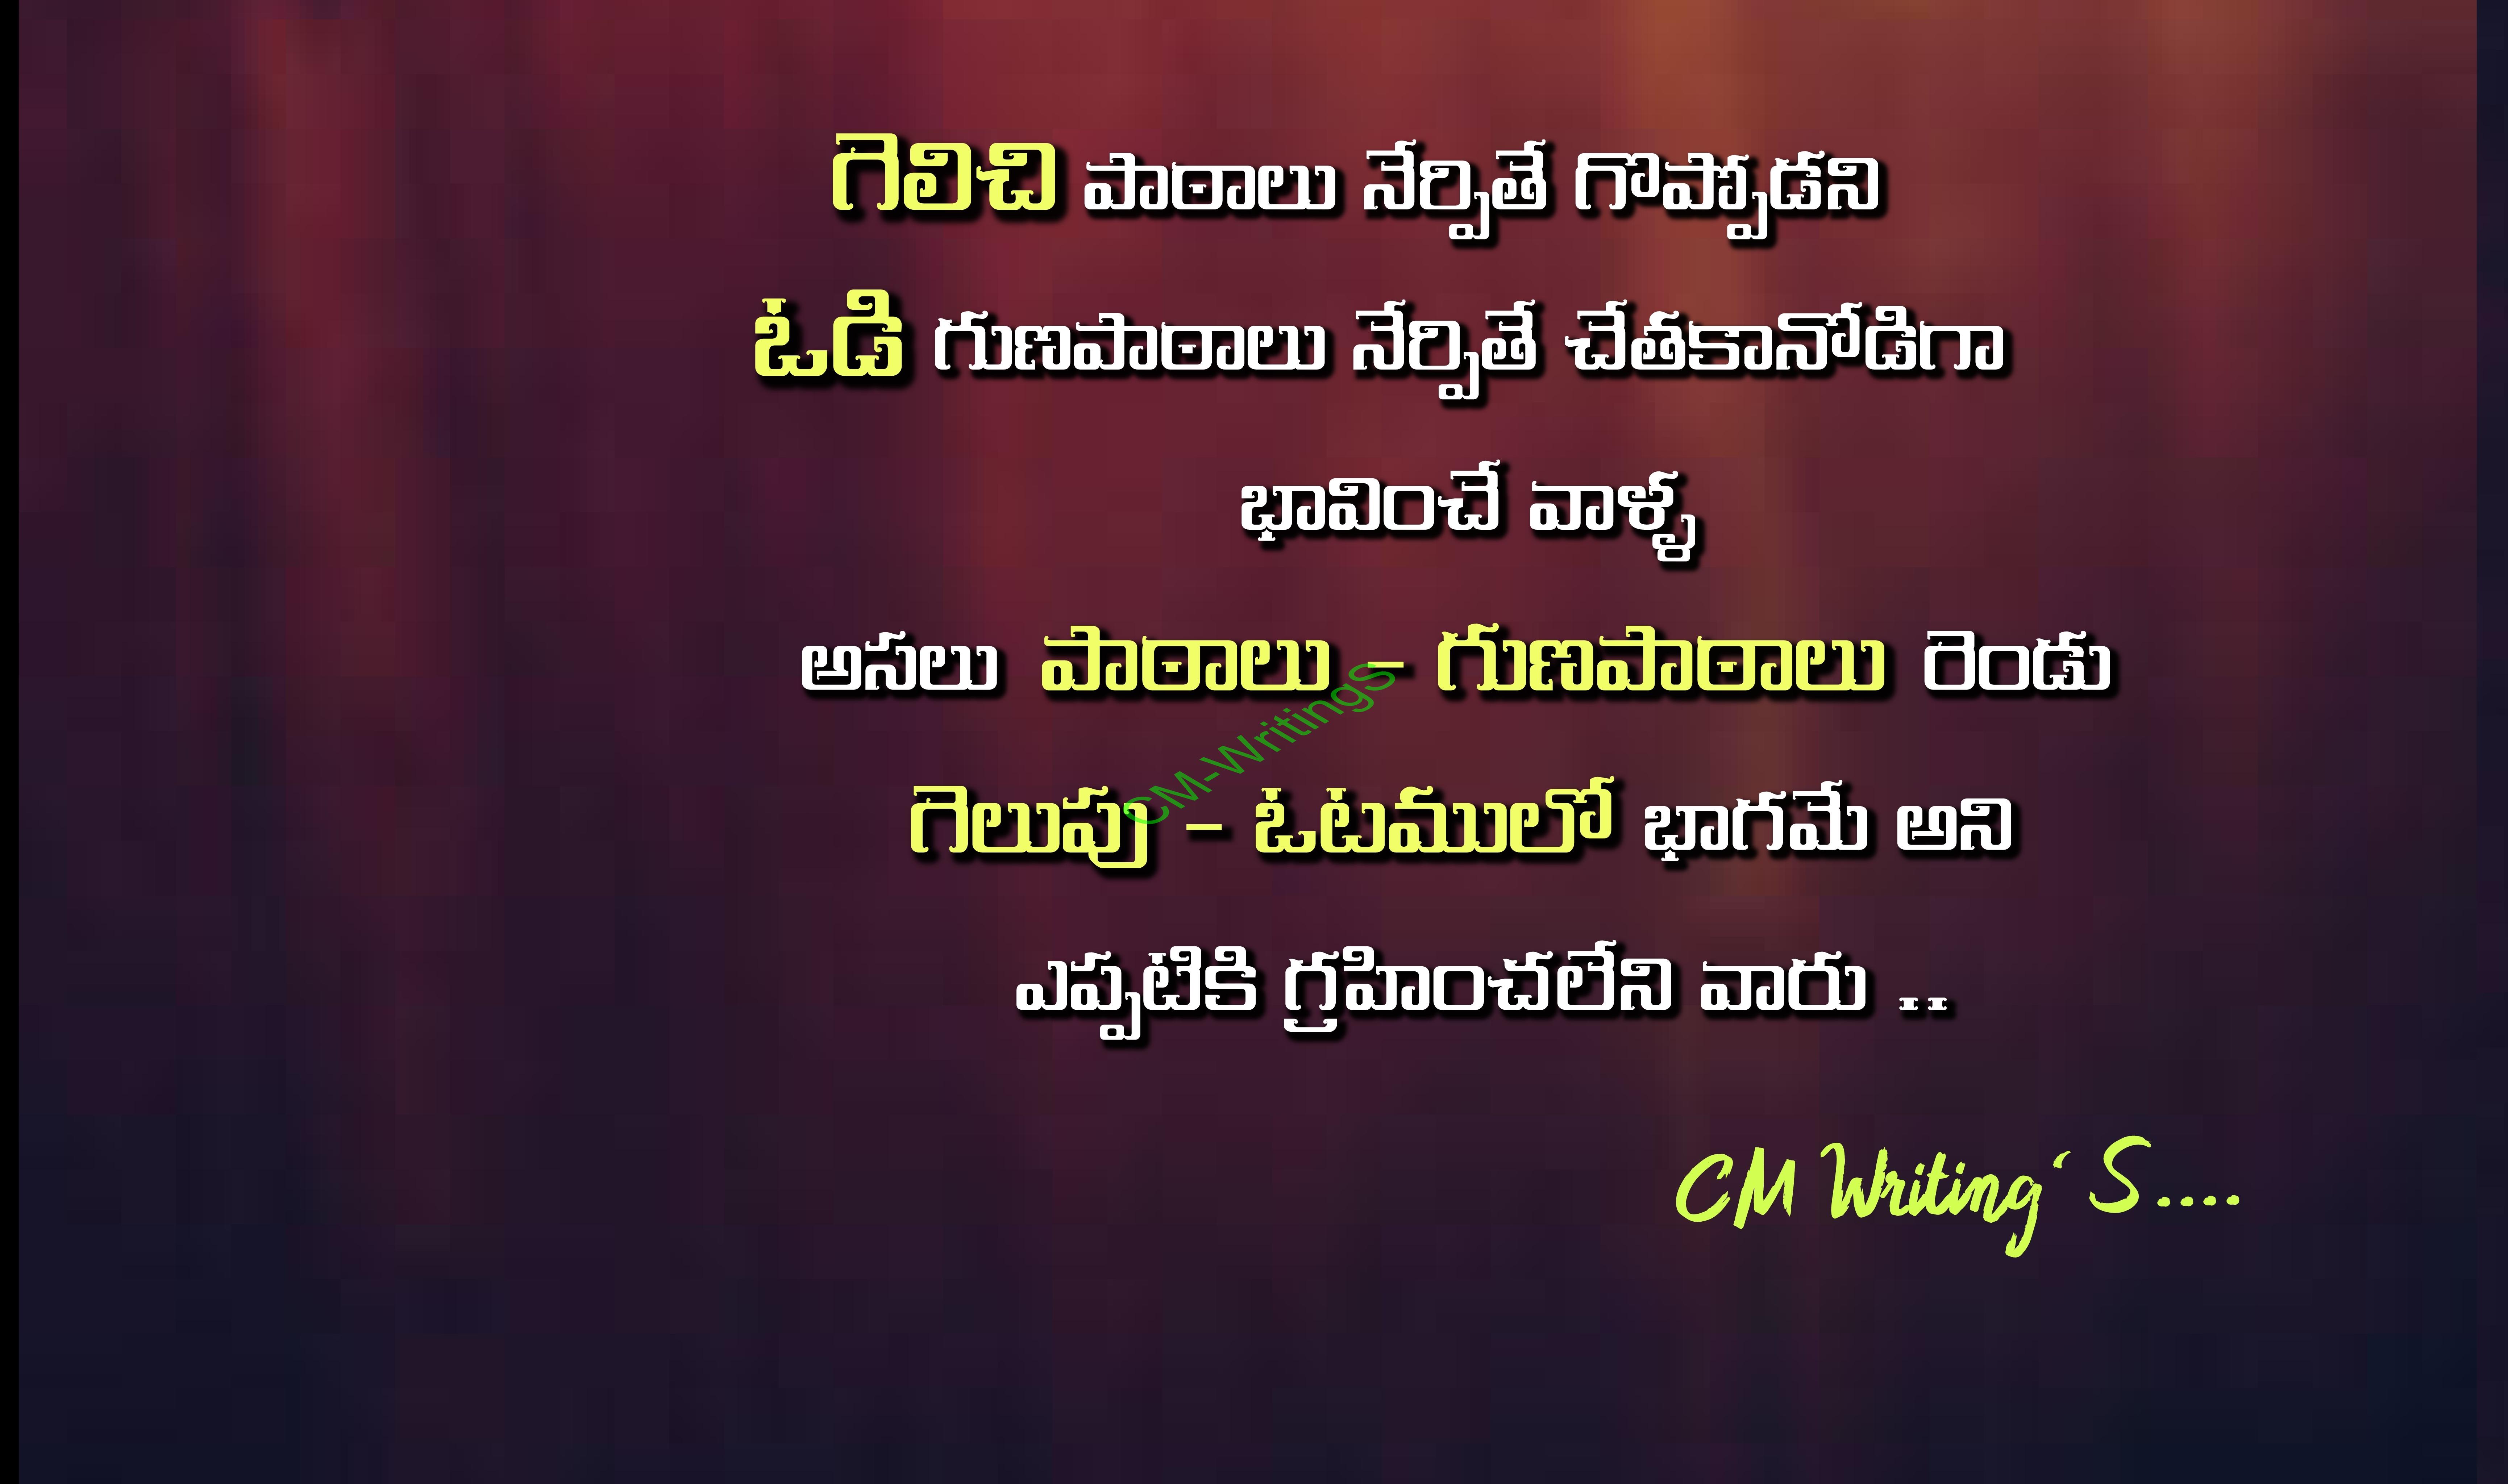 గెలిచి పాఠాలు నేర్పితే గొప్పోడని
ఓడి గుణపాఠాలు నేర్పితే చేతకానోడిగా
భావించే వాళ్ళ
అసలు పాఠాలు - గుణపాఠాలు రెండు
CM-Writings
గెలుపు - ఓటములో భాగమే అని
ఎప్పటికి గ్రహించలేని వారు ..
CM Writing‘S....